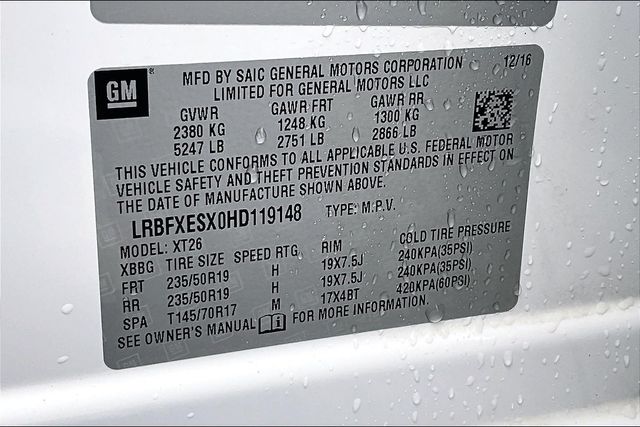 GM ® MFD BY SAIC GENERAL MOTORS CORPORATION 12/16
LIMITED FOR GENERAL MOTORS LLC
GVWR GAWR FRT GAWR RR
2380 KG 1248 KG 1300 KG
5247 LB 2751 LB 2866 LB
THIS VEHICLE CONFORMS TO ALL APPLICABLE U.S. FEDERAL MOTOR
VEHICLE SAFETY AND THEFT PREVENTION STANDARDS IN EFFECT ON
THE DATE OF MANUFACTURE SHOWN ABOVE.
LRBFXESX0HD119148 TYPE: M.P.V.
MODEL: XT26
XBBG TIRE SIZE SPEED RTG RIM COLD TIRE PRESSURE
FRT 235/50R19 H 19X7.5J 240KPA(35PSI)
RR 235/50R19 H 19X7.5J 240KPA(35PSI)
SPA T145/70R17 M 17X4BT 420KPA(60PSI)
SEE OWNER'S MANUAL FOR MORE INFORMATION.